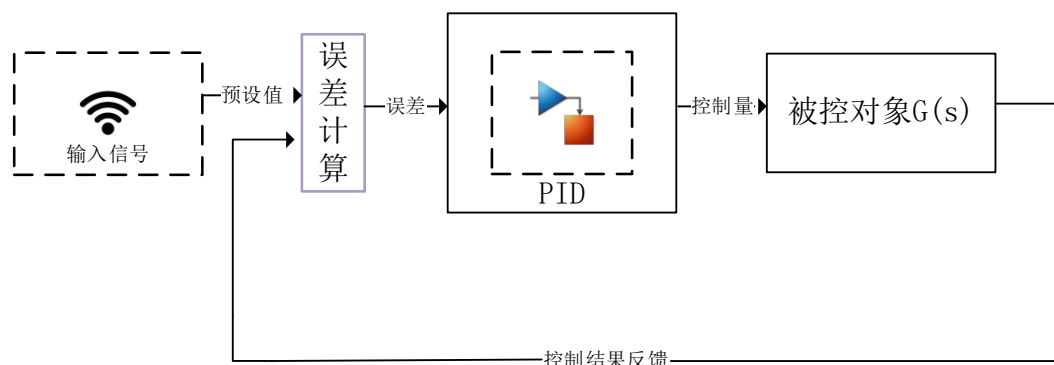 输入信号
预设值
误
差
计
算
误差
PID
控制量
被控对象G(s)
控制结果反馈